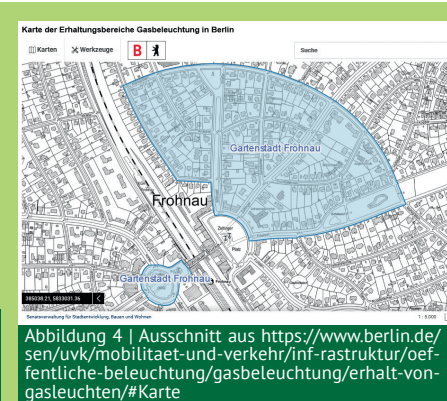 Karte der Erhaltungsbereiche Gasbeleuchtung in Berlin
Karten Werkzeuge B Suche
Gartenstadt Frohnau
Frohnau
Zeltinger
Platz
Gartenstadt Frohnau
385038.21, 5833031.36
Senatsverwaltung für Stadtentwicklung, Bauen und Wohnen 1 : 5.000
Abbildung 4 | Ausschnitt aus https://www.berlin.de/
sen/uvk/mobilitaet-und-verkehr/inf-rastruktur/oef-
fentliche-beleuchtung/gasbeleuchtung/erhalt-von-
gasleuchten/#Karte